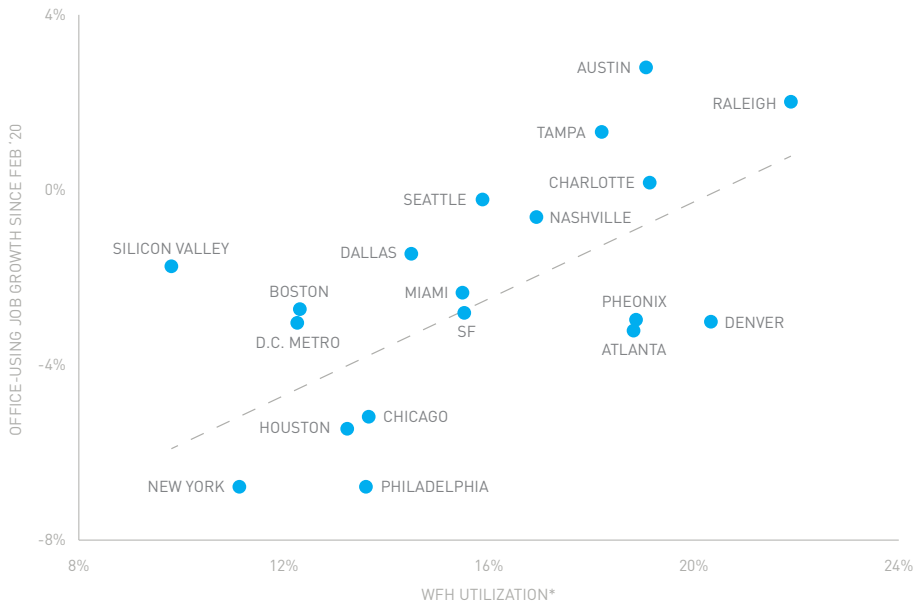 4%
AUSTIN
RALEIGH
TAMPA
OFFICE-USING JOB GROWTH SINCE FEB '20
0%
CHARLOTTE
SEATTLE
NASHVILLE
SILICON VALLEY
DALLAS
BOSTON
MIAMI
PHEONIX
DENVER
SF
D.C. METRO
ATLANTA
-4%
CHICAGO
HOUSTON
NEW YORK
PHILADELPHIA
-8%
8%
12%
16%
20%
24%
WFH UTILIZATION*